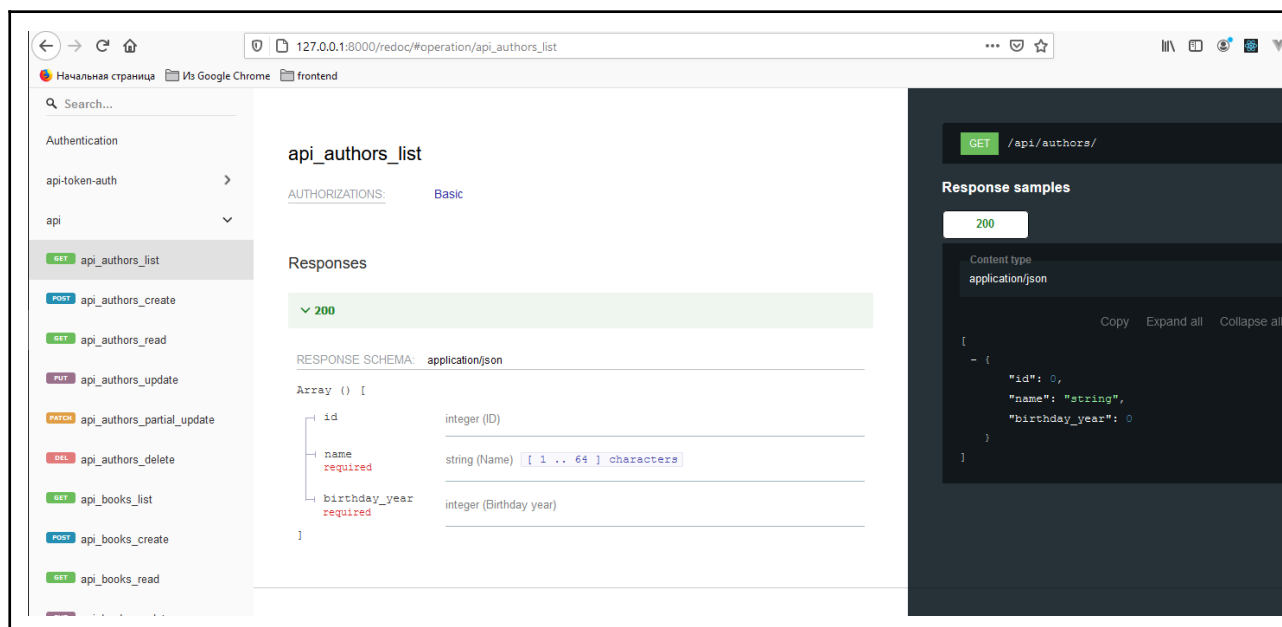 127.0.0.1:8000/redoc/#operation/api_authors_list
Начальная страница Из Google Chrome frontend
Search...
Authentication
api-token-auth
api
GET api_authors_list
POST api_authors_create
GET api_authors_read
PUT api_authors_update
PATCH api_authors_partial_update
DEL api_authors_delete
GET api_books_list
POST api_books_create
GET api_books_read
api_authors_list
AUTHORIZATIONS: Basic
Responses
200
RESPONSE SCHEMA: application/json
Array () [
id integer (ID)
name string (Name) [ 1 .. 64 ] characters
required
birthday_year integer (Birthday year)
required
]
GET /api/authors/
Response samples
200
Content type
application/json
Copy Expand all Collapse all
[
- {
"id": 0,
"name": "string",
"birthday_year": 0
}
]